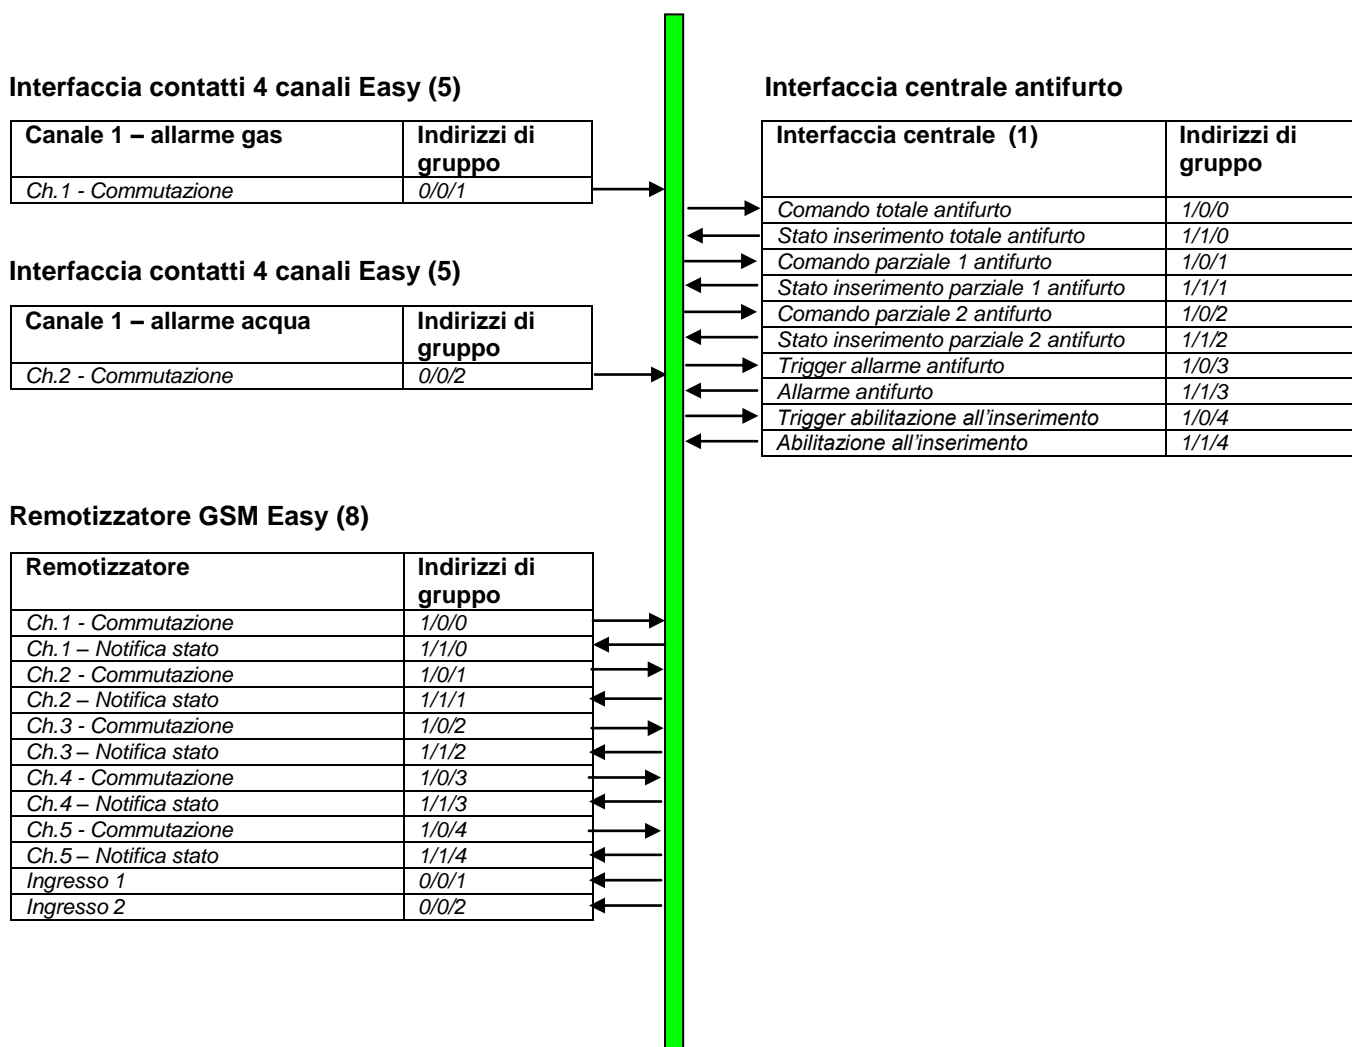 Interfaccia contatti 4 canali Easy (5)
Canale 1 – allarme gas Indirizzi di
gruppo
Ch.1 - Commutazione 0/0/1
Interfaccia contatti 4 canali Easy (5)
Canale 1 – allarme acqua Indirizzi di
gruppo
Ch.2 - Commutazione 0/0/2
Remotizzatore GSM Easy (8)
Remotizzatore Indirizzi di
gruppo
Ch.1 - Commutazione 1/0/0
Ch.1 – Notifica stato 1/1/0
Ch.2 - Commutazione 1/0/1
Ch.2 – Notifica stato 1/1/1
Ch.3 - Commutazione 1/0/2
Ch.3 – Notifica stato 1/1/2
Ch.4 - Commutazione 1/0/3
Ch.4 – Notifica stato 1/1/3
Ch.5 - Commutazione 1/0/4
Ch.5 – Notifica stato 1/1/4
Ingresso 1 0/0/1
Ingresso 2 0/0/2
Interfaccia centrale antifurto
Interfaccia centrale (1) Indirizzi di
gruppo
Comando totale antifurto 1/0/0
Stato inserimento totale antifurto 1/1/0
Comando parziale 1 antifurto 1/0/1
Stato inserimento parziale 1 antifurto 1/1/1
Comando parziale 2 antifurto 1/0/2
Stato inserimento parziale 2 antifurto 1/1/2
Trigger allarme antifurto 1/0/3
Allarme antifurto 1/1/3
Trigger abilitazione all'inserimento 1/0/4
Abilitazione all'inserimento 1/1/4